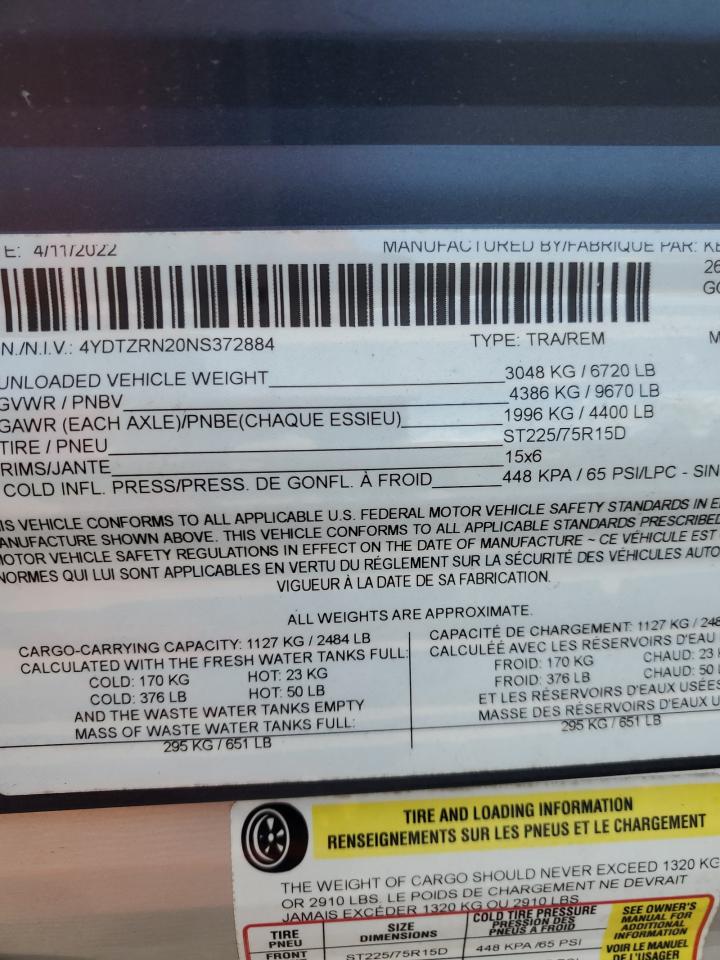 E: 4/11/2022 MANUFACTURED BY/FABRIQUE PAR: KE
26
GO
N./N.I.V.: 4YDTZRN20NS372884 TYPE: TRA/REM M
UNLOADED VEHICLE WEIGHT 3048 KG / 6720 LB
GVWR / PNBV 4386 KG / 9670 LB
GAWR (EACH AXLE)/PNBE(CHAQUE ESSIEU) 1996 KG / 4400 LB
TIRE / PNEU ST225/75R15D
RIMS/JANTE 15x6
COLD INFL. PRESS/PRESS. DE GONFL. À FROID 448 KPA / 65 PSI/LPC - SIN
IS VEHICLE CONFORMS TO ALL APPLICABLE U.S. FEDERAL MOTOR VEHICLE SAFETY STANDARDS IN E
ANUFACTURE SHOWN ABOVE. THIS VEHICLE CONFORMS TO ALL APPLICABLE STANDARDS PRESCRIBED
MOTOR VEHICLE SAFETY REGULATIONS IN EFFECT ON THE DATE OF MANUFACTURE ~ CE VÉHICULE EST
NORMES QUI LUI SONT APPLICABLES EN VERTU DU RÉGLEMENT SUR LA SÉCURITÉ DES VÉHICULES AUTO
VIGUEUR À LA DATE DE SA FABRICATION.
ALL WEIGHTS ARE APPROXIMATE.
CARGO-CARRYING CAPACITY: 1127 KG / 2484 LB
CALCULATED WITH THE FRESH WATER TANKS FULL:
COLD: 170 KG HOT: 23 KG
COLD: 376 LB HOT: 50 LB
AND THE WASTE WATER TANKS EMPTY
MASS OF WASTE WATER TANKS FULL:
295 KG / 651 LB
CAPACITÉ DE CHARGEMENT: 1127 KG / 248
CALCULÉE AVEC LES RÉSERVOIRS D'EAU
FROID: 170 KG CHAUD: 23 K
FROID: 376 LB CHAUD: 50 L
ET LES RÉSERVOIRS D'EAUX USÉES
MASSE DES RÉSERVOIR D'EAUX U
295 KG / 651 LB
TIRE AND LOADING INFORMATION
RENSEIGNEMENTS SUR LES PNEUS ET LE CHARGEMENT
THE WEIGHT OF CARGO SHOULD NEVER EXCEED 1320 KG
OR 2910 LBS. LE POIDS DE CHARGEMENT NE DEVRAIT
JAMAIS EXCÉDER 1320 KG OU 2910 LBS
TIRE
PNEU
SIZE
DIMENSIONS
COLD TIRE PRESSURE
PRESSION DES
PNEUS A FROID
SEE OWNER'S
MANUAL FOR
ADDITIONAL
INFORMATION
VOIR LE MANUEL
DE L'USAGER
FRONT ST225/75R15D 448 KPA /65 PSI